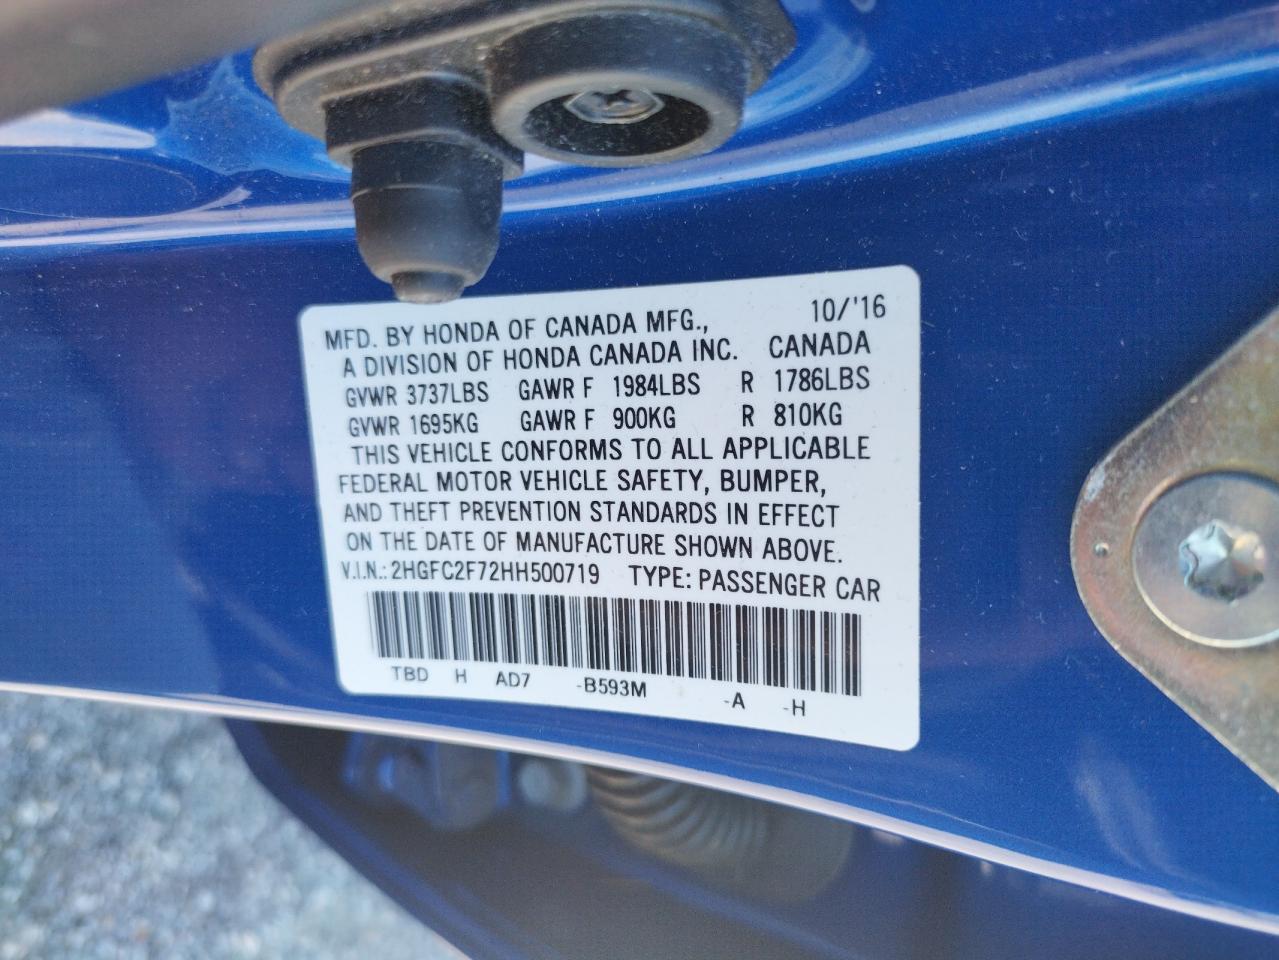 MFD. BY HONDA OF CANADA MFG., 10/'16
A DIVISION OF HONDA CANADA INC. CANADA
GVWR 3737LBS GAWR F 1984LBS R 1786LBS
GVWR 1695KG GAWR F 900KG R 810KG
THIS VEHICLE CONFORMS TO ALL APPLICABLE
FEDERAL MOTOR VEHICLE SAFETY, BUMPER,
AND THEFT PREVENTION STANDARDS IN EFFECT
ON THE DATE OF MANUFACTURE SHOWN ABOVE.
V.I.N.: 2HGFC2F72HH500719 TYPE: PASSENGER CAR
TBD H AD7 -B593M -A -H